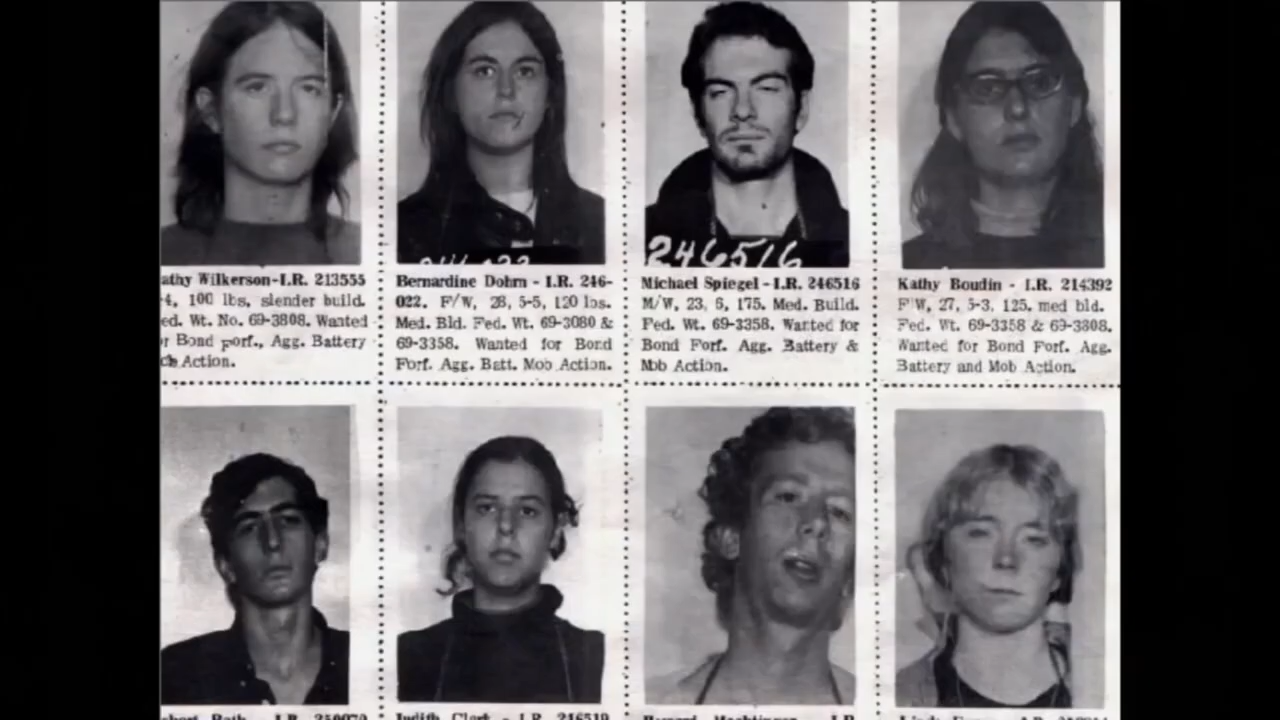 246516
athy Wilkerson-I.R. 213555
4, 100 lbs, slender build.
ed. Wt. No. 69-3808. Wanted
r Bond Forf., Agg. Battery
Action.
Bernardine Dohrn - I.R. 246-
022. F/W, 28, 5-5, 120 lbs.
Med. Bld. Fed. Wt. 69-3080 &
69-3358. Wanted for Bond
Forf. Agg. Batt. Mob Action.
Michael Spiegel - I.R. 246516
M/W, 23, 6, 175. Med. Build.
Fed. Wt. 69-3358. Wanted for
Bond Forf. Agg. Battery &
Mob Action.
Kathy Boudin - I.R. 214392
F W, 27, 5-3. 125. med bld.
Fed. Wt. 69-3358 & 69-3808.
Wanted for Bond Forf. Agg.
Battery and Mob Action.
Judith Clark - I.R. 246519